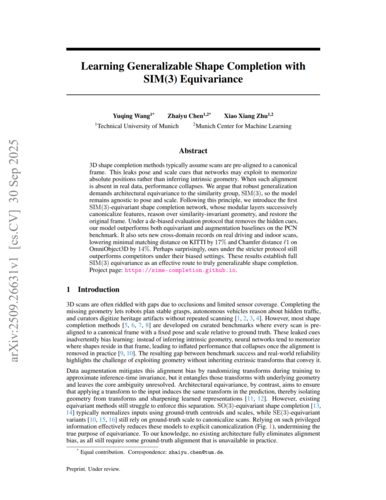 Learning Generalizable Shape Completion with
SIM(3) Equivariance
Yuqing Wang1* Zhaiyu Chen1,2* Xiao Xiang Zhu1,2
1Technical University of Munich 2Munich Center for Machine Learning
Abstract
3D shape completion methods typically assume scans are pre-aligned to a canonical
frame. This leaks pose and scale cues that networks may exploit to memorize
absolute positions rather than inferring intrinsic geometry. When such alignment
is absent in real data, performance collapses. We argue that robust generalization
demands architectural equivariance to the similarity group, SIM(3), so the model
remains agnostic to pose and scale. Following this principle, we introduce the first
SIM(3)-equivariant shape completion network, whose modular layers successively
canonicalize features, reason over similarity-invariant geometry, and restore the
original frame. Under a de-biased evaluation protocol that removes the hidden cues,
our model outperforms both equivariant and augmentation baselines on the PCN
benchmark. It also sets new cross-domain records on real driving and indoor scans,
lowering minimal matching distance on KITTI by 17% and Chamfer distance ℓ1 on
OmniObject3D by 14%. Perhaps surprisingly, ours under the stricter protocol still
outperforms competitors under their biased settings. These results establish full
SIM(3) equivariance as an effective route to truly generalizable shape completion.
Project page: https://sime-completion.github.io.
1 Introduction
3D scans are often riddled with gaps due to occlusions and limited sensor coverage. Completing the
missing geometry lets robots plan stable grasps, autonomous vehicles reason about hidden traffic,
and curators digitize heritage artifacts without repeated scanning [1, 2, 3, 4]. However, most shape
completion methods [5, 6, 7, 8] are developed on curated benchmarks where every scan is pre-
aligned to a canonical frame with a fixed pose and scale relative to ground truth. These leaked cues
inadvertently bias learning: instead of inferring intrinsic geometry, neural networks tend to memorize
where shapes reside in that frame, leading to inflated performance that collapses once the alignment is
removed in practice [9, 10]. The resulting gap between benchmark success and real-world reliability
highlights the challenge of exploiting geometry without inheriting extrinsic transforms that convey it.
Data augmentation mitigates this alignment bias by randomizing transforms during training to
approximate inference-time invariance, but it entangles those transforms with underlying geometry
and leaves the core ambiguity unresolved. Architectural equivariance, by contrast, aims to ensure
that applying a transform to the input induces the same transform in the prediction, thereby isolating
geometry from transforms and sharpening learned representations [11, 12]. However, existing
equivariant methods still struggle to enforce this separation. SO(3)-equivariant shape completion [13,
14] typically normalizes inputs using ground-truth centroids and scales, while SE(3)-equivariant
variants [10, 15, 16] still rely on ground-truth scale to canonicalize scans. Relying on such privileged
information effectively reduces these models to explicit canonicalization (Fig. 1), undermining the
true purpose of equivariance. To our knowledge, no existing architecture fully eliminates alignment
bias, as all still require some ground-truth alignment that is unavailable in practice.
* Equal contribution. Correspondence: zhaiyu.chen@tum.de.
Preprint. Under review.
arXiv:2509.26631v1 [cs.CV] 30 Sep 2025